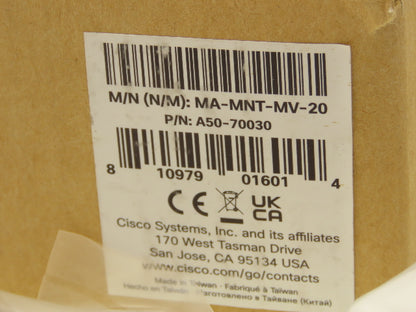 M/N (N/M): MA-MNT-MV-20
P/N: A50-70030
8 10979 01601 4
CE UK
CA
Cisco Systems, Inc. and its affiliates
170 West Tasman Drive
San Jose, CA 95134 USA
www.cisco.com/go/contacts
Made in Taiwan · Fabriqué à Taiwan
Hecho en Taiwán · Изготовлено в Тайване (Китай)